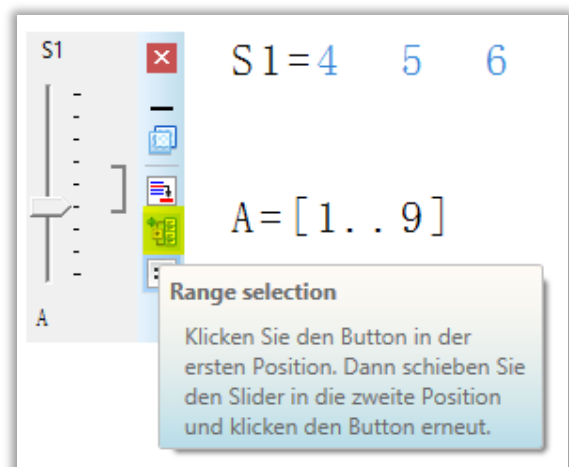 S1
S1=4 5 6
A=[1..9]
A
Range selection
Klicken Sie den Button in der
ersten Position. Dann schieben Sie
den Slider in die zweite Position
und klicken den Button erneut.